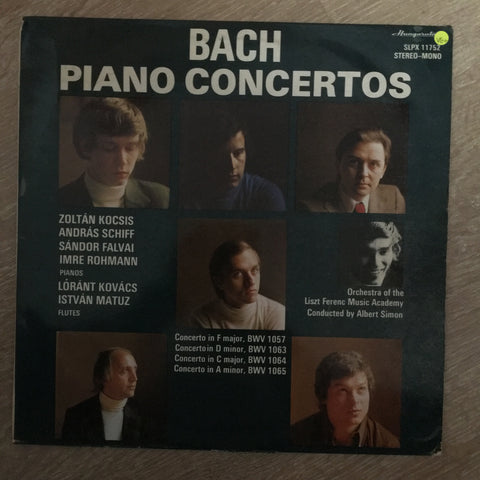 BACH
Hungaroton
SLPX 11752
STEREO-MONO
PIANO CONCERTOS
ZOLTÁN KOCSIS
ANDRÁS SCHIFF
SÁNDOR FALVAI
IMRE ROHMANN
PIANOS
LÓRÁNT KOVÁCS
ISTVÁN MATUZ
FLUTES
Orchestra of the
Liszt Ferenc Music Academy
Conducted by Albert Simon
Concerto in F major, BWV 1057
Concerto in D minor, BWV 1063
Concerto in C major, BWV 1064
Concerto in A minor, BWV 1065